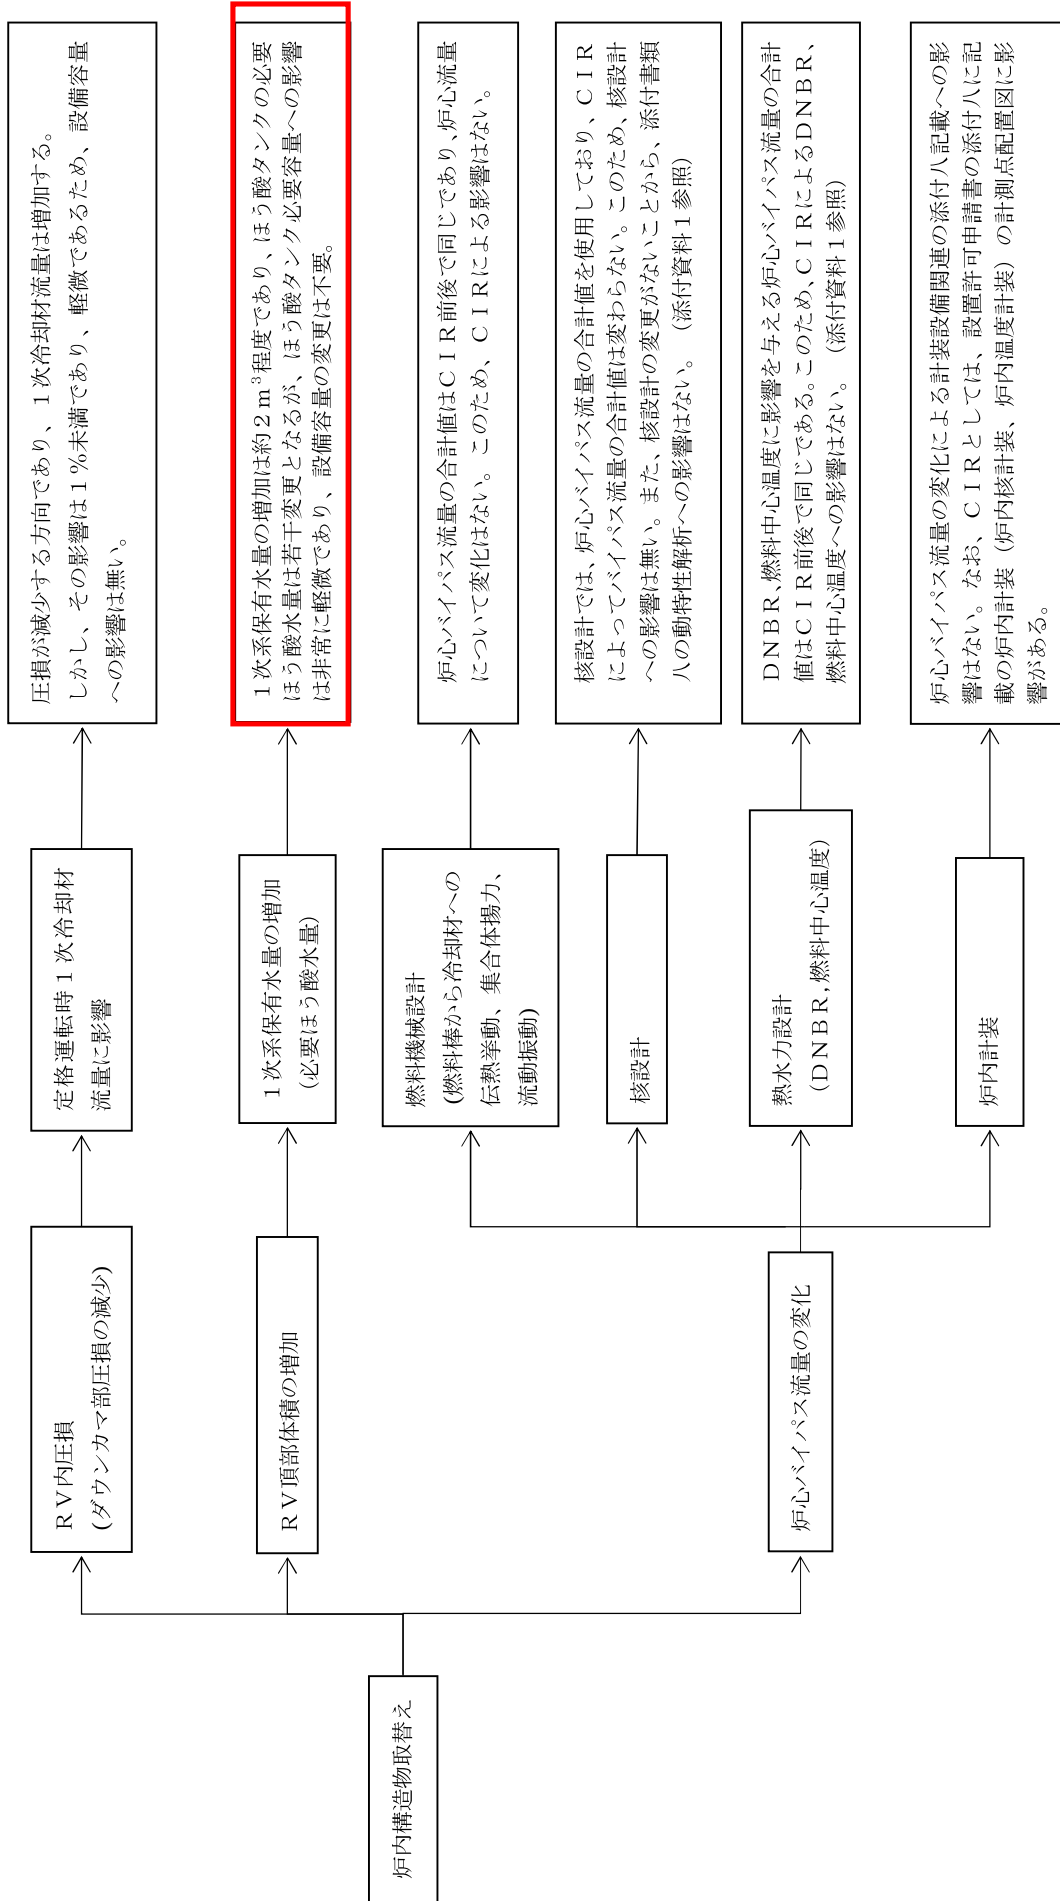 炉内構造物取替え
RV内圧損
(ダウンカマ部圧損の減少)
定格運転時１次冷却材
流量に影響
圧損が減少する方向であり、１次冷却材流量は増加する。
しかし、その影響は１％未満であり、軽微であるため、設備容量
への影響は無い。
RV頂部体積の増加
１次系保有水量の増加
(必要ほう酸水量)
１次系保有水量の増加は約２ｍ³程度であり、ほう酸タンクの必要
ほう酸水量は若干変更となるが、ほう酸タンク必要容量への影響
は非常に軽微であり、設備容量の変更は不要。
炉心バイパス流量の変化
燃料機械設計
(燃料棒から冷却材への
伝熱挙動、集合体揚力、
流動振動)
炉心バイパス流量の合計値はＣＩＲ前後で同じであり、炉心流量
について変化はない。このため、ＣＩＲによる影響はない。
核設計
核設計では、炉心バイパス流量の合計値を使用しており、ＣＩＲ
によってバイパス流量の合計値は変わらない。このため、核設計
への影響は無い。また、核設計の変更がないことから、添付書類
八の動特性解析への影響はない。（添付資料１参照）
熱水力設計
(ＤＮＢＲ,燃料中心温度)
ＤＮＢＲ、燃料中心温度に影響を与える炉心バイパス流量の合計
値はＣＩＲ前後で同じである。このため、ＣＩＲによるＤＮＢＲ、
燃料中心温度への影響はない。（添付資料１参照）
炉内計装
炉心バイパス流量の変化による計装設備関連の添付八記載への影
響はない。なお、ＣＩＲとしては、設置許可申請書の添付八に記
載の炉内計装（炉内核計装、炉内温度計装）の計測点配置図に影
響がある。